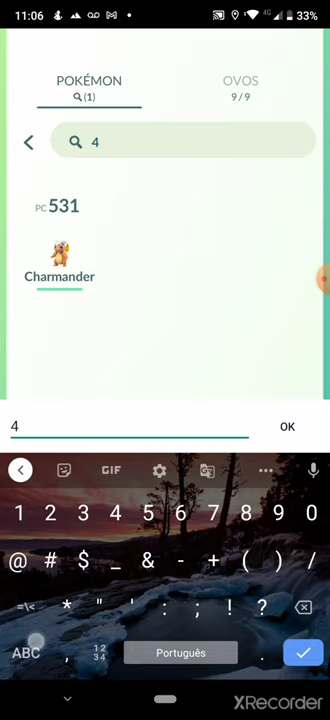 11:06
4G
33%
POKÉMON
OVOS
(1)
9 / 9
4
PC 531
Charmander
4
OK
GIF
1 2 3 4 5 6 7 8 9 0
@ # $ _ & - + ( ) /
=\< * " ' : ; ! ?
ABC , 12 34 Português .
XRecorder